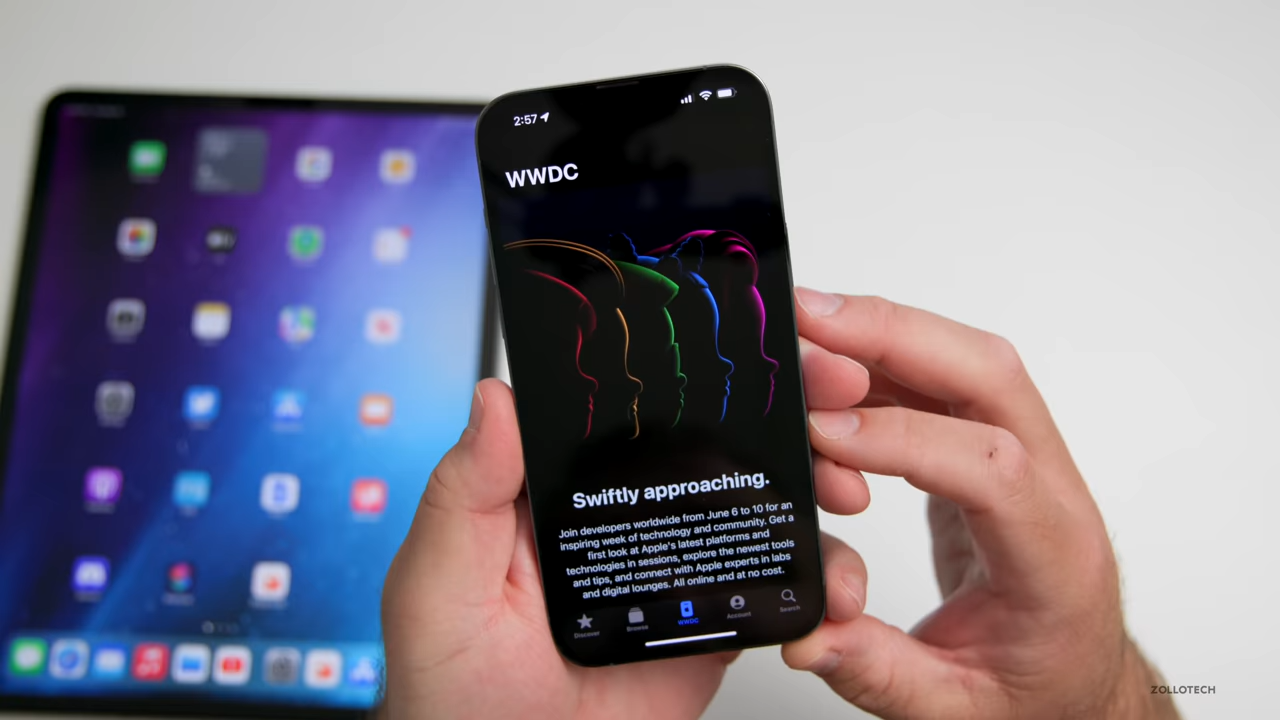 2:57
WWDC
Swiftly approaching.
Join developers worldwide from June 6 to 10 for an
inspiring week of technology and community. Get a
first look at Apple's latest platforms and
technologies in sessions, explore the newest tools
and tips, and connect with Apple experts in labs
and digital lounges. All online and at no cost.
Discover
Browse
WWDC
Account
Search
ZOLLOTECH